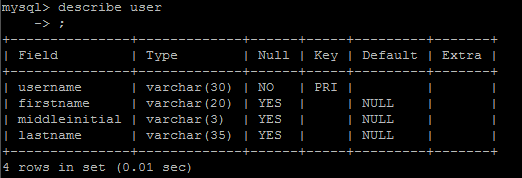 mysql> describe user
    -> ;
+---------------+-------------+------+-----+---------+-------+
| Field         | Type        | Null | Key | Default | Extra |
+---------------+-------------+------+-----+---------+-------+
| username      | varchar(30) | NO   | PRI |         |       |
| firstname     | varchar(20) | YES  |     | NULL    |       |
| middleinitial | varchar(3)  | YES  |     | NULL    |       |
| lastname      | varchar(35) | YES  |     | NULL    |       |
+---------------+-------------+------+-----+---------+-------+
4 rows in set (0.01 sec)